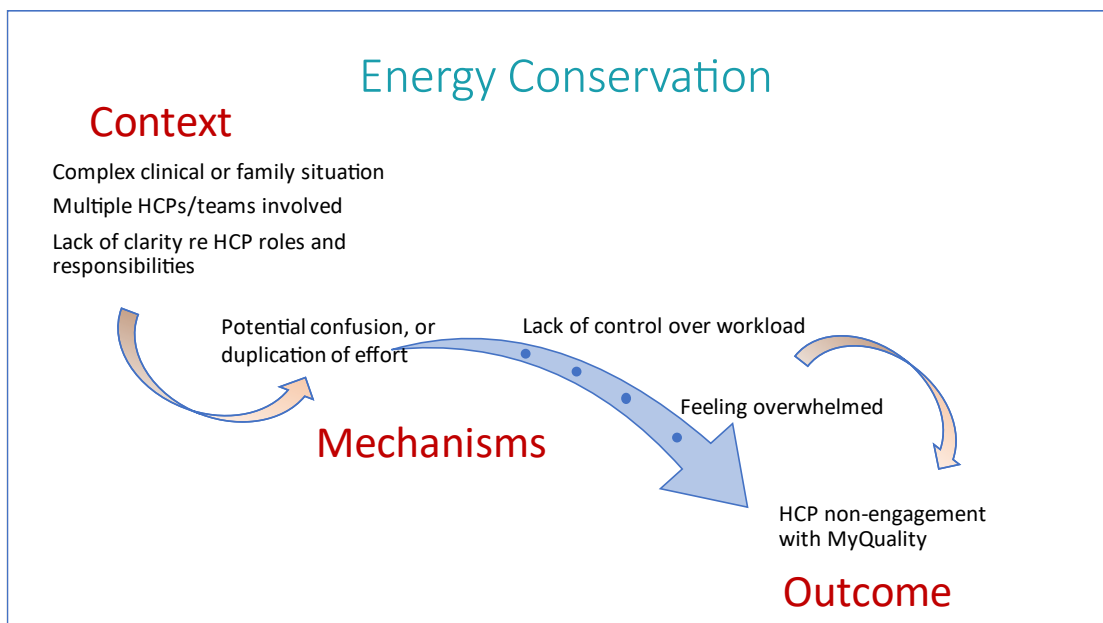 Energy Conservation
Context
Complex clinical or family situation
Multiple HCPs/teams involved
Lack of clarity re HCP roles and
responsibilities
Potential confusion, or
duplication of effort
Lack of control over workload
Feeling overwhelmed
Mechanisms
HCP non-engagement
with MyQuality
Outcome